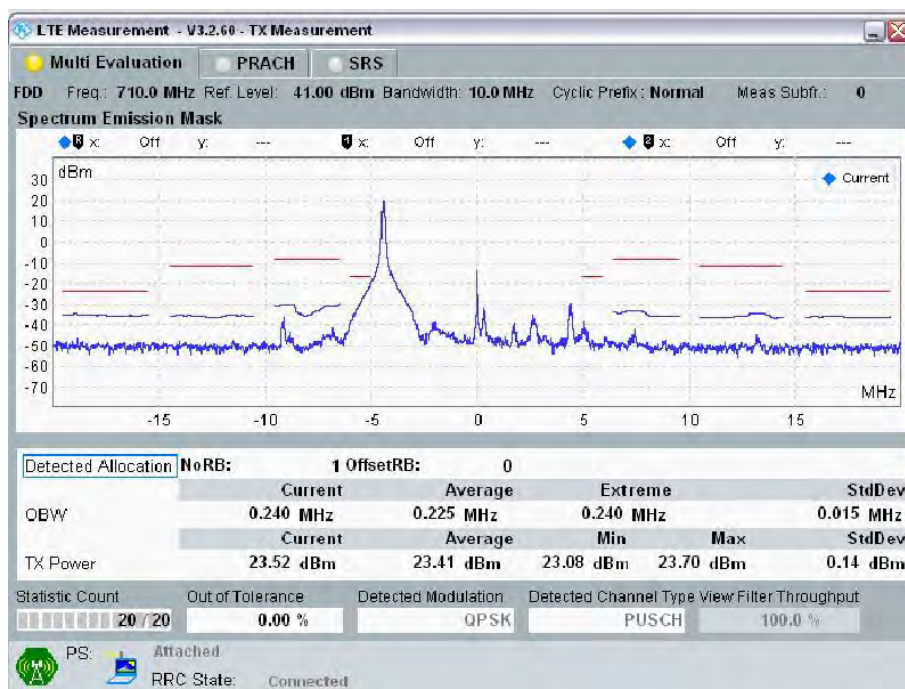 LTE Measurement - V3.2.60 - TX Measurement
Multi Evaluation PRACH SRS
FDD Freq.: 710.0 MHz Ref. Level: 41.00 dBm Bandwidth: 10.0 MHz Cyclic Prefix: Normal Meas Subfr.: 0
Spectrum Emission Mask
R x: Off y: --- 1 x: Off y: --- 2 x: Off y: ---
dBm
Current
30
20
10
0
-10
-20
-30
-40
-50
-60
-70
MHz
-15 -10 -5 0 5 10 15
Detected Allocation NoRB: 1 OffsetRB: 0
Current Average Extreme StdDev
OBW 0.240 MHz 0.225 MHz 0.240 MHz 0.015 MHz
Current Average Min Max StdDev
TX Power 23.52 dBm 23.41 dBm 23.08 dBm 23.70 dBm 0.14 dBm
Statistic Count Out of Tolerance Detected Modulation Detected Channel Type View Filter Throughput
20 / 20 0.00 % QPSK PUSCH 100.0 %
PS: Attached
RRC State: Connected